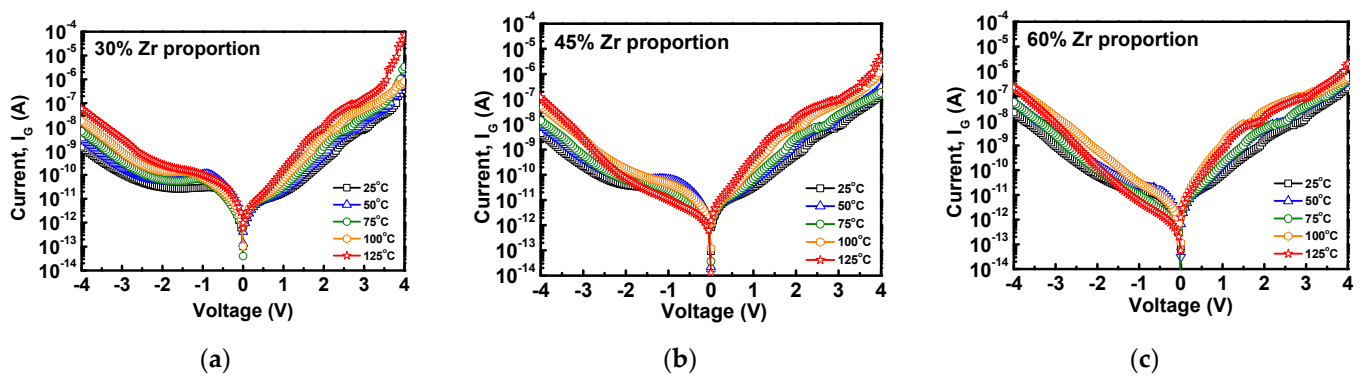 30% Zr proportion
Current, I_G (A)
10^-4
10^-5
10^-6
10^-7
10^-8
10^-9
10^-10
10^-11
10^-12
10^-13
10^-14
25°C
50°C
75°C
100°C
125°C
-4 -3 -2 -1 0 1 2 3 4
Voltage (V)
(a)
45% Zr proportion
Current, I_G (A)
10^-4
10^-5
10^-6
10^-7
10^-8
10^-9
10^-10
10^-11
10^-12
10^-13
10^-14
25°C
50°C
75°C
100°C
125°C
-4 -3 -2 -1 0 1 2 3 4
Voltage (V)
(b)
60% Zr proportion
Current, I_G (A)
10^-4
10^-5
10^-6
10^-7
10^-8
10^-9
10^-10
10^-11
10^-12
10^-13
10^-14
25°C
50°C
75°C
100°C
125°C
-4 -3 -2 -1 0 1 2 3 4
Voltage (V)
(c)